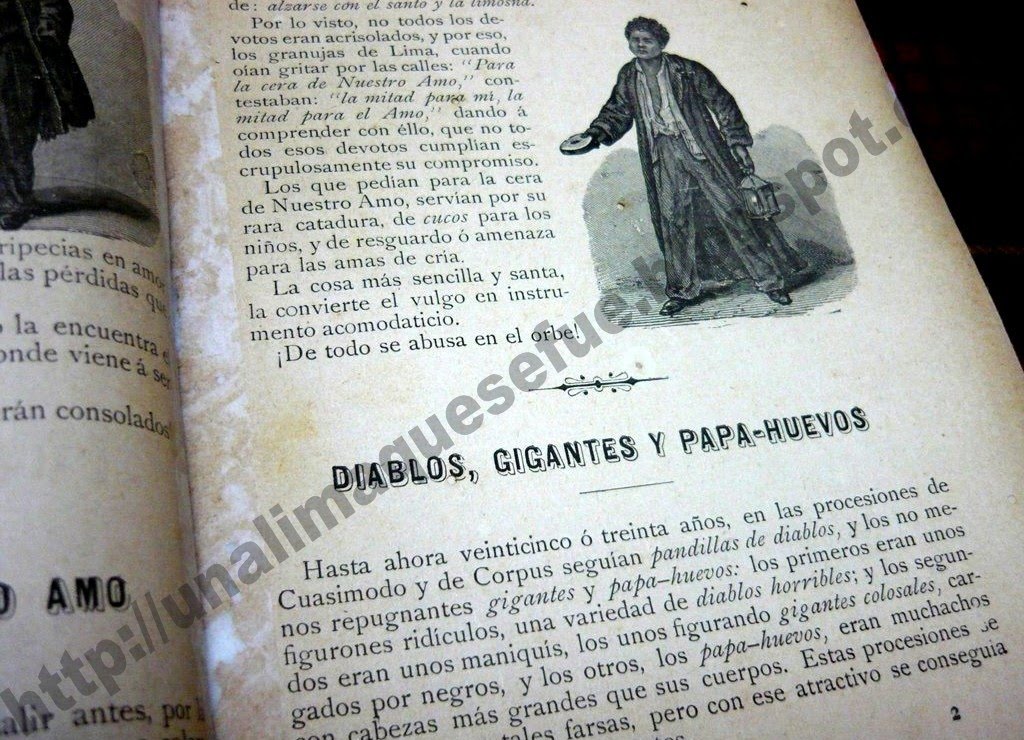 de: alzarse con el santo y la limosna.
Por lo visto, no todos los de-
votos eran acrisolados, y por eso,
los granujas de Lima, cuando
oían gritar por las calles: "Para
la cera de Nuestro Amo," con-
testaban: "la mitad para mí, la
mitad para el Amo," dando á
comprender con éllo, que no to-
dos esos devotos cumplían es-
crupulosamente su compromiso.
Los que pedían para la cera
de Nuestro Amo, servían por su
rara catadura, de cucos para los
niños, y de resguardo ó amenaza
para las amas de cría.
La cosa más sencilla y santa,
la convierte el vulgo en instru-
mento acomodaticio.
¡De todo se abusa en el orbe!
DIABLOS, GIGANTES Y PAPA-HUEVOS
Hasta ahora veinticinco ó treinta años, en las procesiones de
Cuasimodo y de Corpus seguían pandillas de diablos, y los no me-
nos repugnantes gigantes y papa-huevos: los primeros eran unos
figurones ridículos, una variedad de diablos horribles; y los segun-
dos eran unos maniquís, los unos figurando gigantes colosales, car-
gados por negros, y los otros, los papa-huevos, eran muchachos
con cabezas más grandes que sus cuerpos. Estas procesiones se
tales farsas, pero con ese atractivo se conseguía
2
ripecias en amo-
las pérdidas que
la encuentra el
onde viene á ser
rán consolados
O AMO
alir antes, por
http://unalimaquesefue.blogspot.